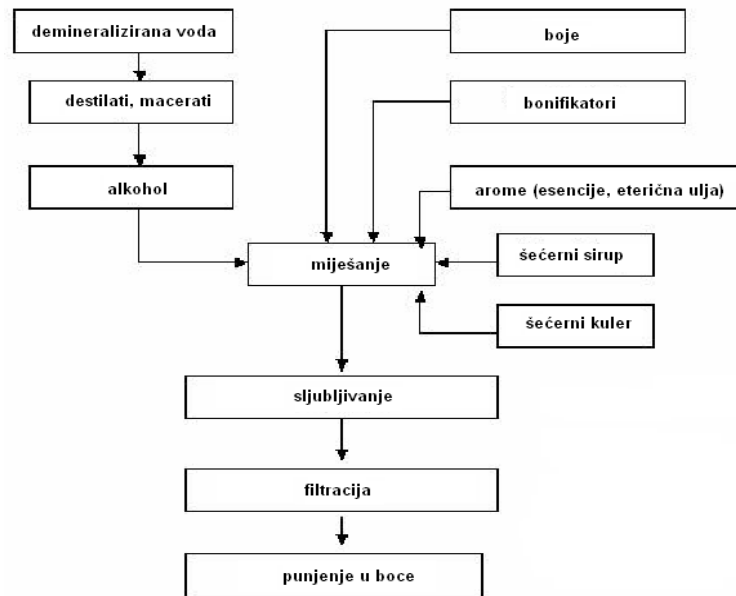 demineralizirana voda
destilati, macerati
alkohol
boje
bonifikatori
arome (esencije, eterična ulja)
šećerni sirup
šećerni kuler
miješanje
sljubljivanje
filtracija
punjenje u boce